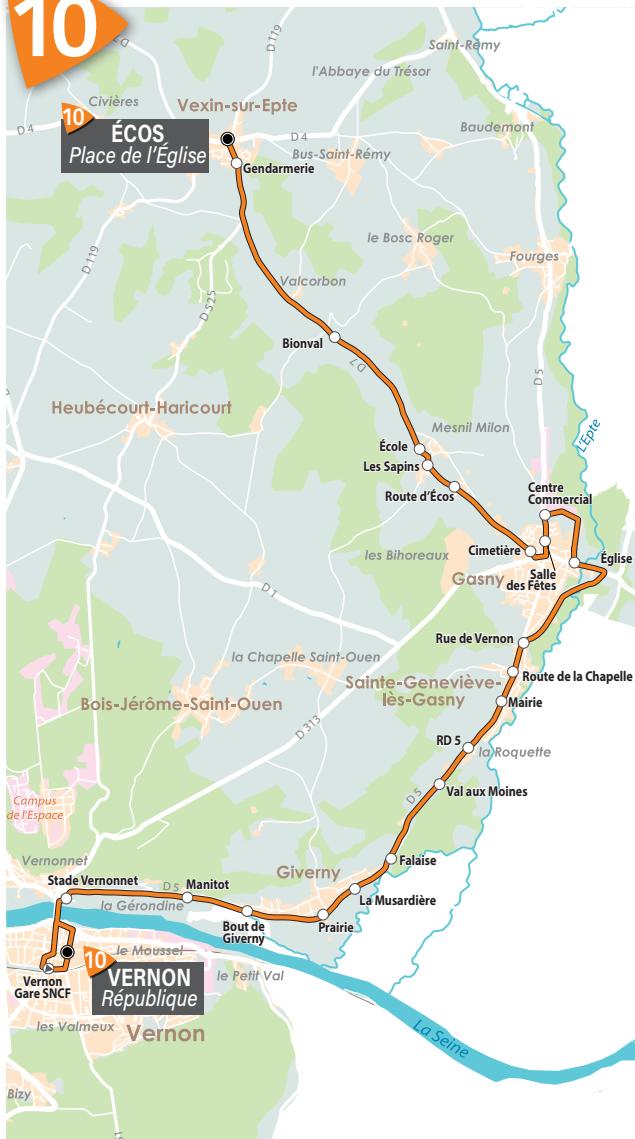 10
D 119
Saint-Rémy
l'Abbaye du Trésor
Civières
Vexin-sur-Epte
D 4
10
ÉCOS
Place de l'Église
D 4
Baudemont
Bus-Saint-Rémy
Gendarmerie
le Bosc Roger
Fourges
D 119
Valcorbon
D 525
Bionval
D7
D 5
Heubécourt-Haricourt
Mesnil Milon
L'Epte
École
Les Sapins
Route d'Écos
Centre
Commercial
les Bihoreaux
Cimetière
Église
Gasny
Salle
des Fêtes
D 1
Rue de Vernon
la Chapelle Saint-Ouen
Sainte-Geneviève-
lès-Gasny
Route de la Chapelle
Bois-Jérôme-Saint-Ouen
Mairie
D 313
RD 5
la Roquette
Val aux Moines
D 5
Campus
de l'Espace
Vernonnet
Giverny
Falaise
Stade Vernonnet
D 5
Manitot
La Musardière
la Gérondine
Bout de
Giverny
Prairie
le Moussel
10
VERNON
République
Vernon
Gare SNCF
le Petit Val
les Valmeux
Vernon
La Seine
Bizy